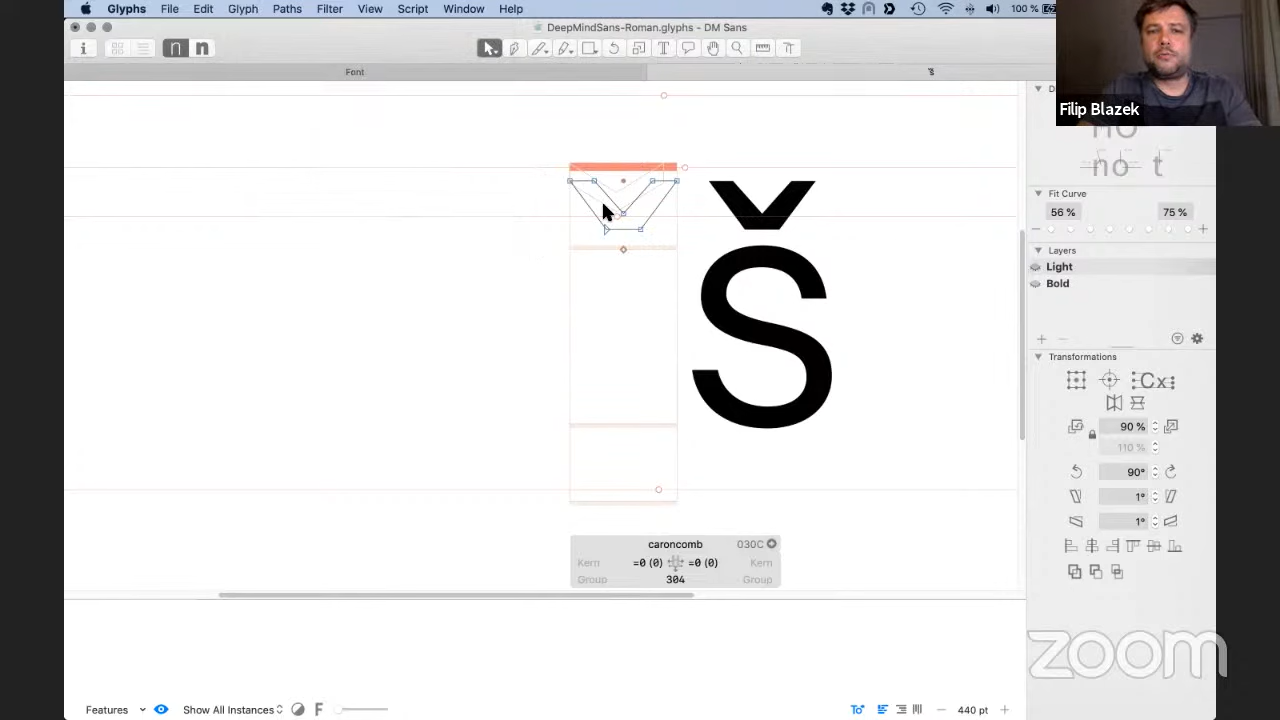 Glyphs File Edit Glyph Paths Filter View Script Window Help 100 %
DeepMindSans-Roman.glyphs - DM Sans
Font š
Filip Blazek
no
no t
Fit Curve
56 % 75 %
Layers
Light
Bold
Š
Transformations
Cx
90 %
110 %
90°
1°
1°
caroncomb 030C
Kern =0 (0) =0 (0) Kern
Group 304 Group
zoom
Features Show All Instances F 440 pt